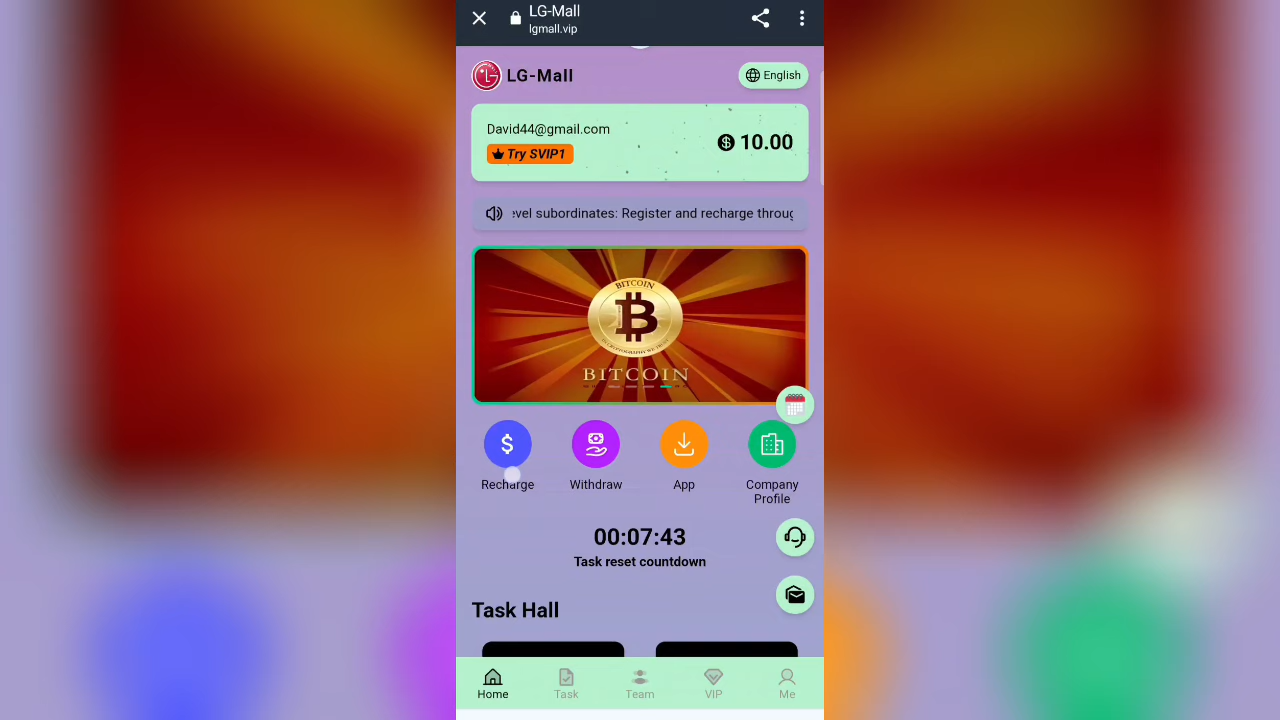 LG-Mall
lgmall.vip
LG-Mall
English
David44@gmail.com
Try SVIP1
10.00
evel subordinates: Register and recharge throug
BITCOIN
BITCOIN
Recharge
Withdraw
App
Company
Profile
00:07:43
Task reset countdown
Task Hall
Home
Task
Team
VIP
Me